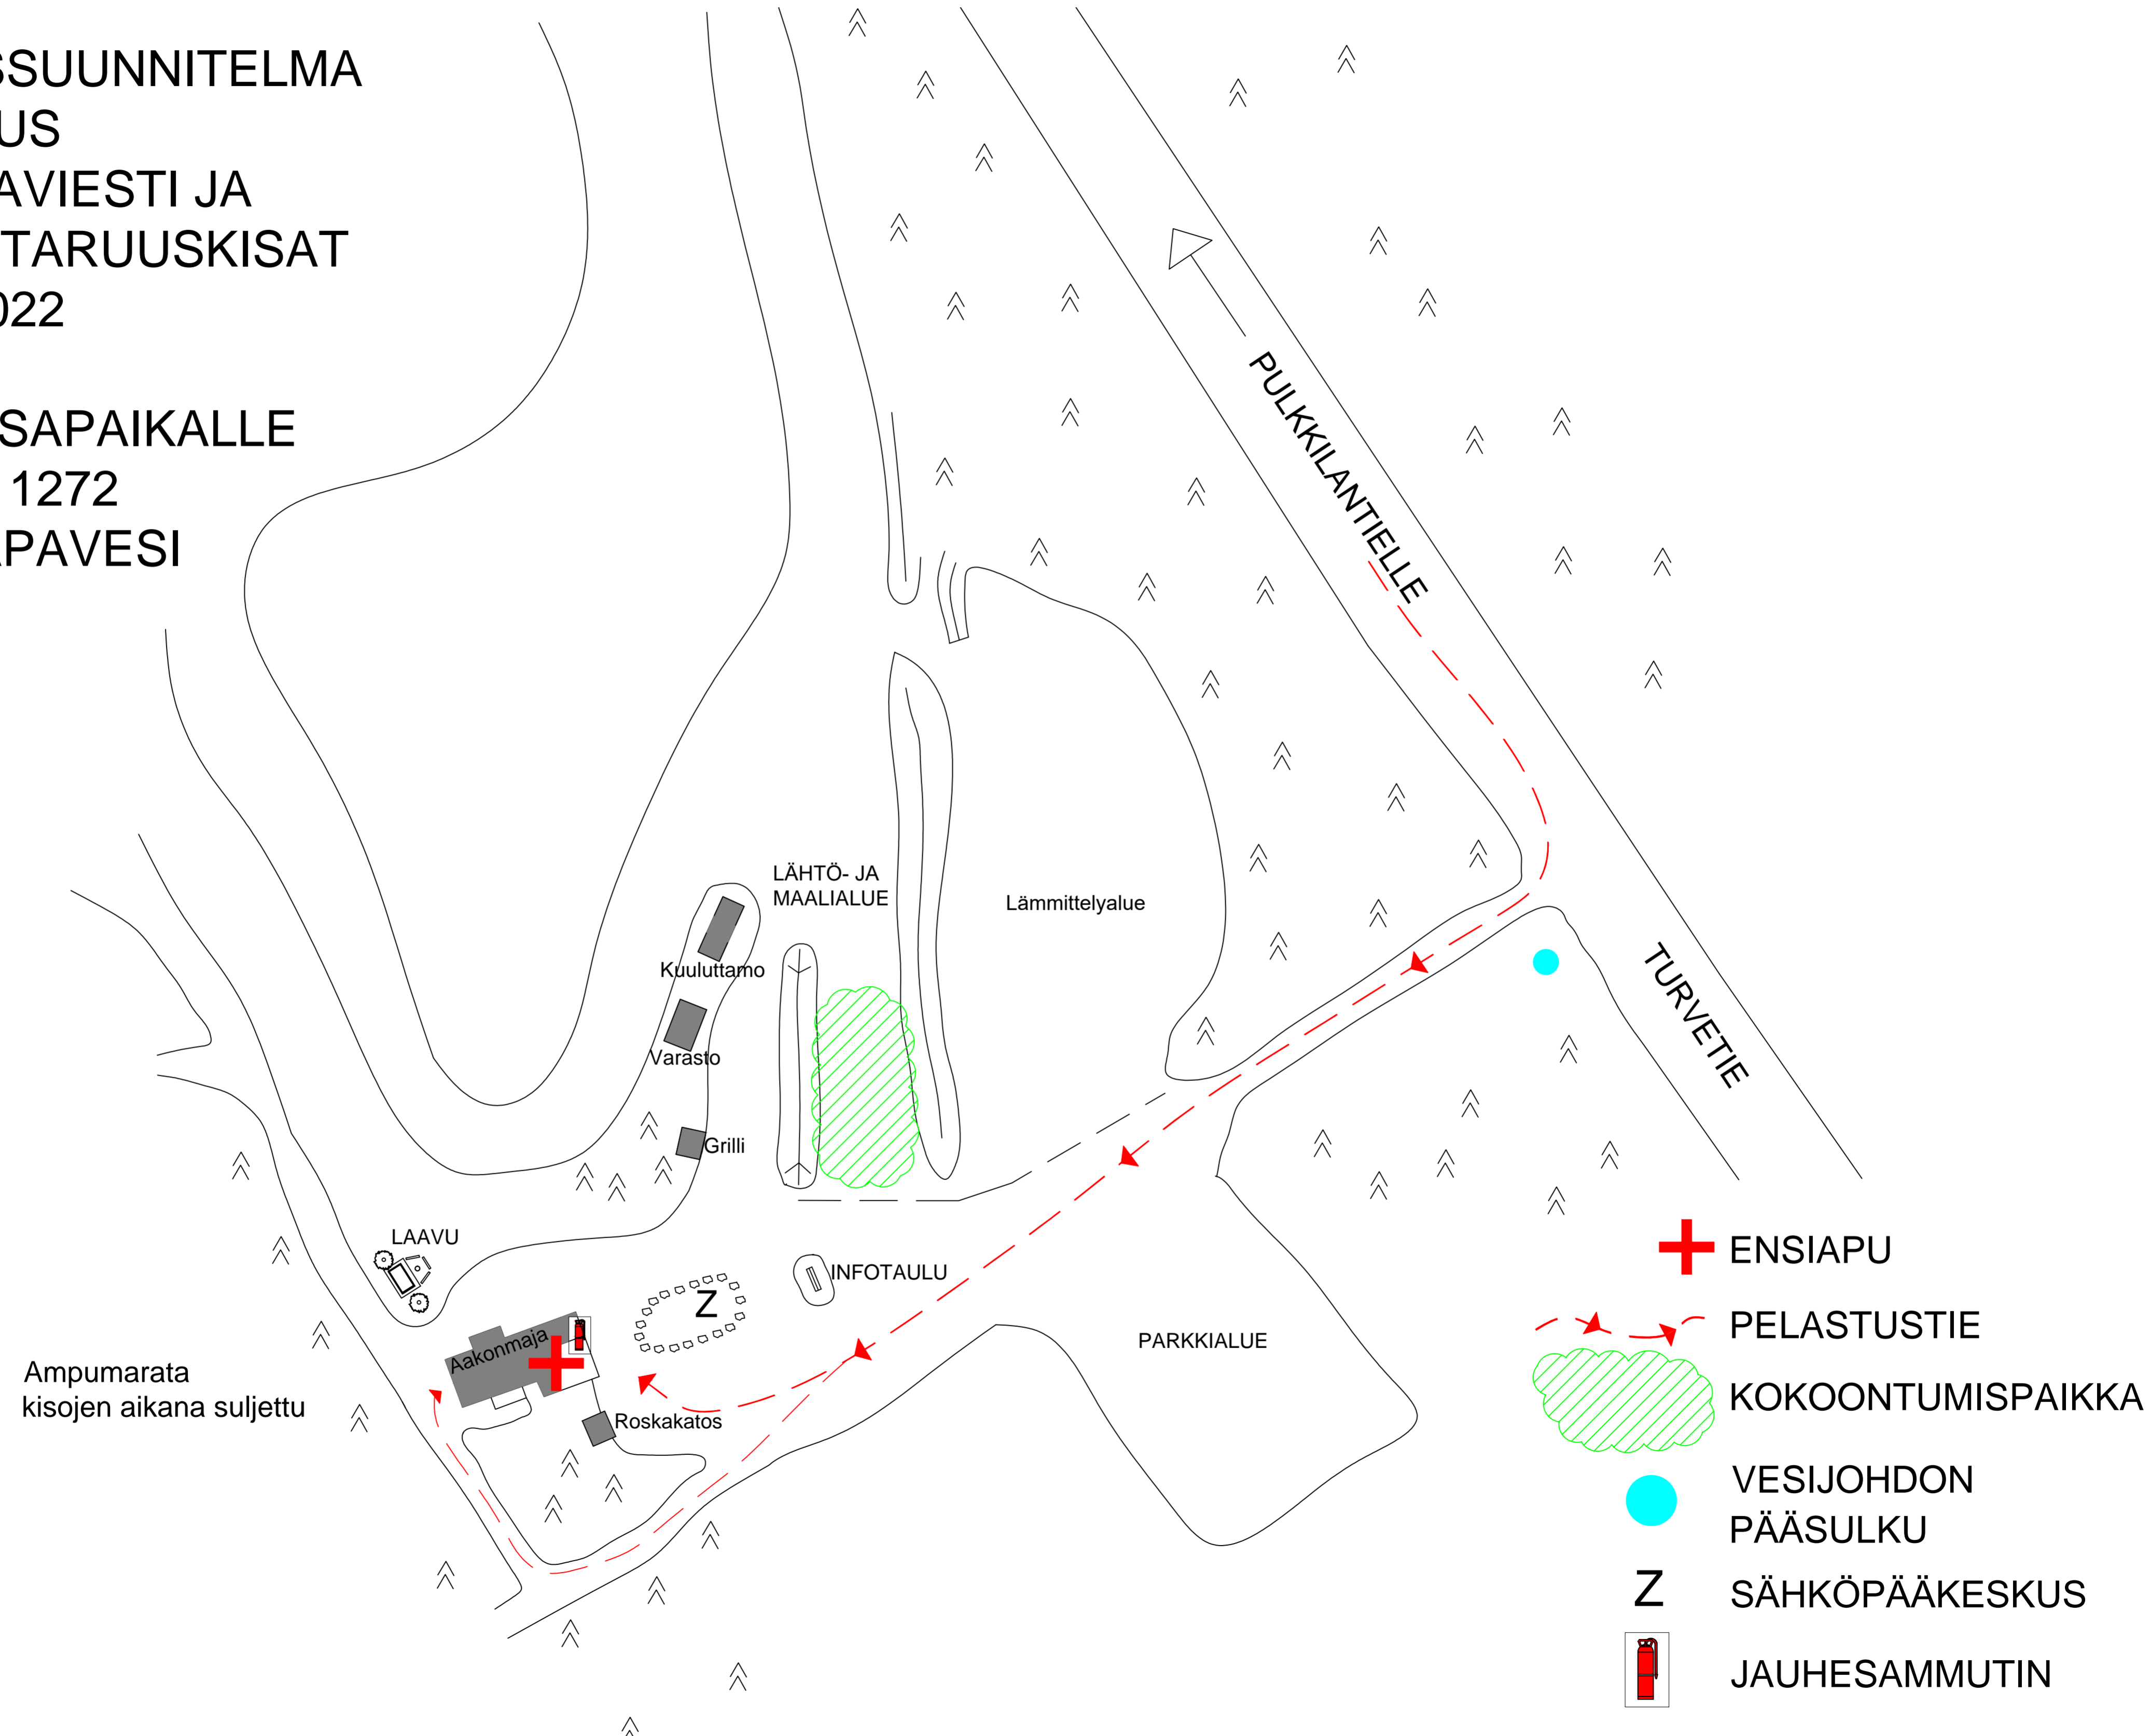 SSUUNNITELMA
US
AVIESTI JA
TARUUSKISAT
022
SAPAIKALLE
1272
PAVESI
PULKKILANTIELLE
TURVETIE
LÄHTÖ- JA
MAALIALUE
Lämmittelyalue
Kuuluttamo
Varasto
Grilli
LAAVU
INFOTAULU
Z
Aakonmaja
PARKKIALUE
Roskakatos
Ampumarata
kisojen aikana suljettu
ENSIAPU
PELASTUSTIE
KOKOONTUMISPAIKKA
VESIJOHDON
PÄÄSULKU
Z SÄHKÖPÄÄKESKUS
JAUHESAMMUTIN